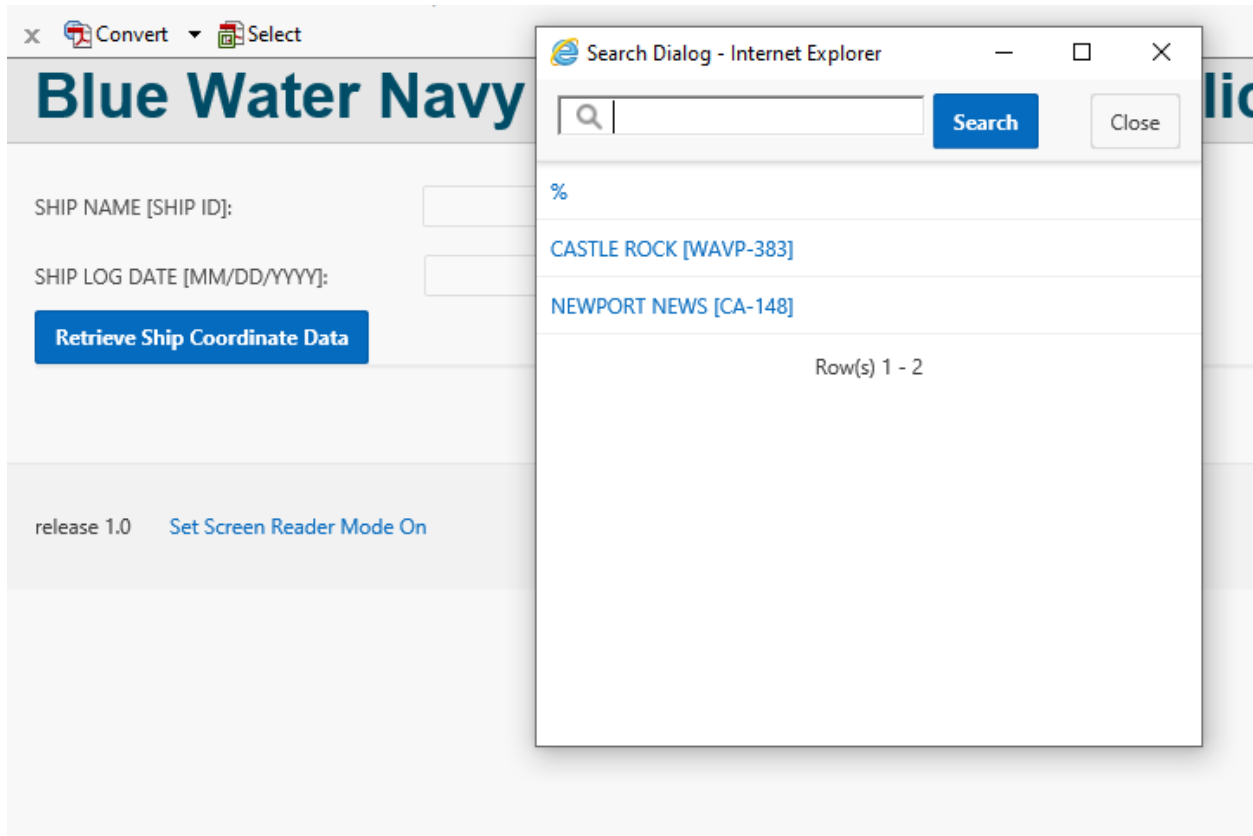 x Convert Select
Blue Water Navy
SHIP NAME [SHIP ID]:
SHIP LOG DATE [MM/DD/YYYY]:
Retrieve Ship Coordinate Data
release 1.0 Set Screen Reader Mode On
Search Dialog - Internet Explorer
Search Close
%
CASTLE ROCK [WAVP-383]
NEWPORT NEWS [CA-148]
Row(s) 1 - 2